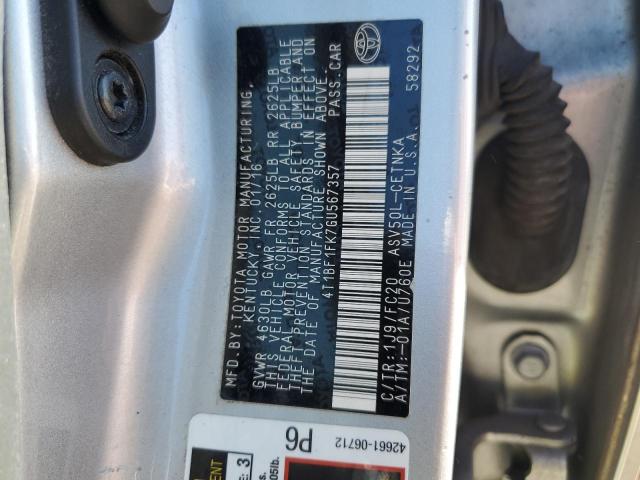 MFD.BY:TOYOTA MOTOR MANUFACTURING,
KENTUCKY, INC. 01/16
GVWR 4630LB GAWR FR 2625LB RR 2625LB
THIS VEHICLE CONFORMS TO ALL APPLICABLE
FEDERAL MOTOR VEHICLE SAFETY, BUMPER, AND
THEFT PREVENTION STANDARDS IN EFFECT ON
THE DATE OF MANUFACTURE SHOWN ABOVE.
4T1BF1FK7GU567357 PASS.CAR
C/TR:1J9/FC20 ASV50L-CETNKA
A/TM:-01A/U760E MADE IN U.S.A. 58292
P6
42661-06712
3